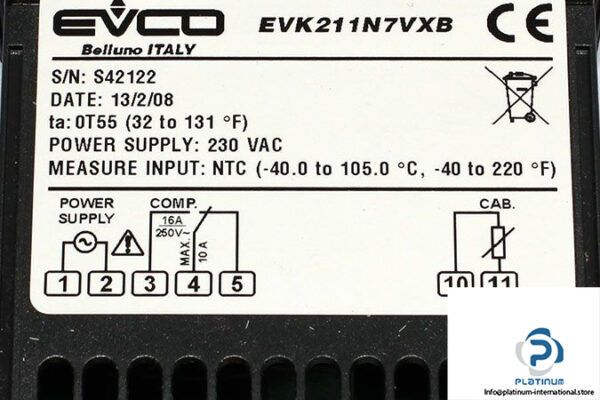 EVCO EVK211N7VXB CE
Belluno ITALY
S/N: S42122
DATE: 13/2/08
ta: 0T55 (32 to 131 °F)
POWER SUPPLY: 230 VAC
MEASURE INPUT: NTC (-40.0 to 105.0 °C, -40 to 220 °F)
POWER
SUPPLY
COMP.
16A
250V~
MAX.
10 A
CAB.
1 2 3 4 5 10 11
PLATINUM
Info@platinum-international.store